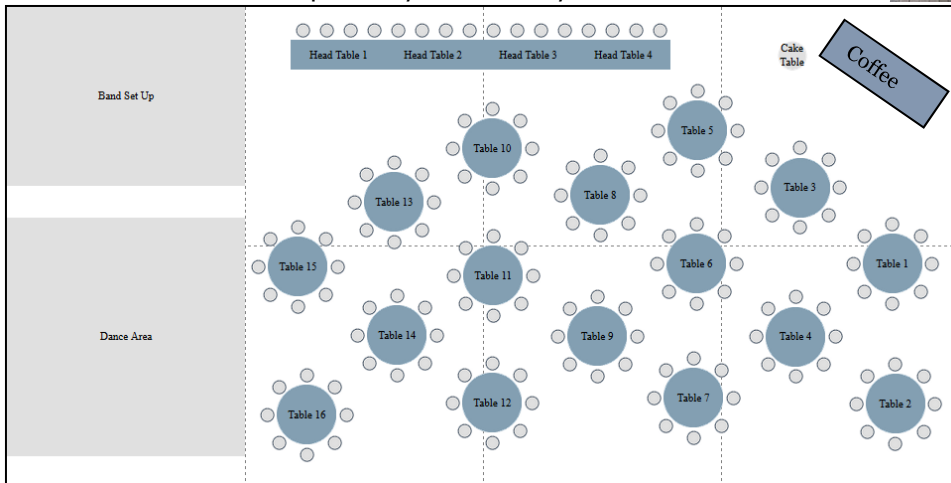 Head Table 1 Head Table 2 Head Table 3 Head Table 4
Cake
Table
Coffee
Band Set Up
Table 5
Table 10
Table 3
Table 8
Table 13
Table 15
Table 11
Table 6
Table 1
Dance Area
Table 14
Table 9
Table 4
Table 16
Table 12
Table 7
Table 2